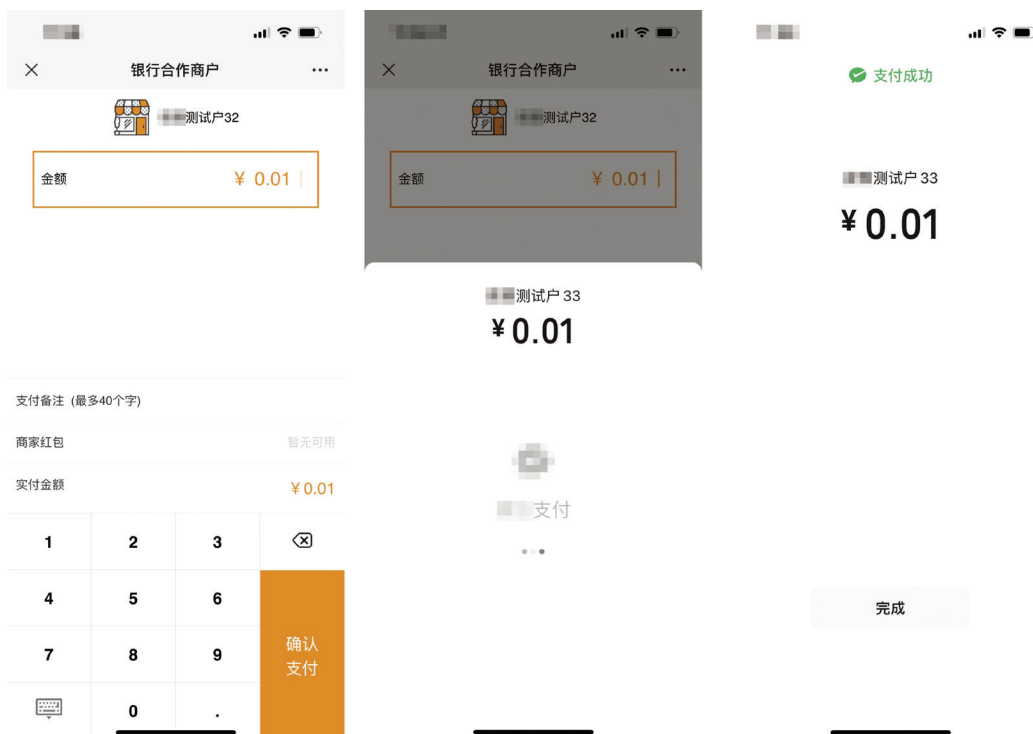 银行合作商户
测试户32
金额
¥ 0.01
支付备注 (最多40个字)
商家红包
暂无可用
实付金额
¥0.01
1
2
3
4
5
6
确认
支付
7
8
9
0
.
银行合作商户
测试户32
金额
¥ 0.01
测试户33
¥0.01
支付
支付成功
测试户33
¥0.01
完成